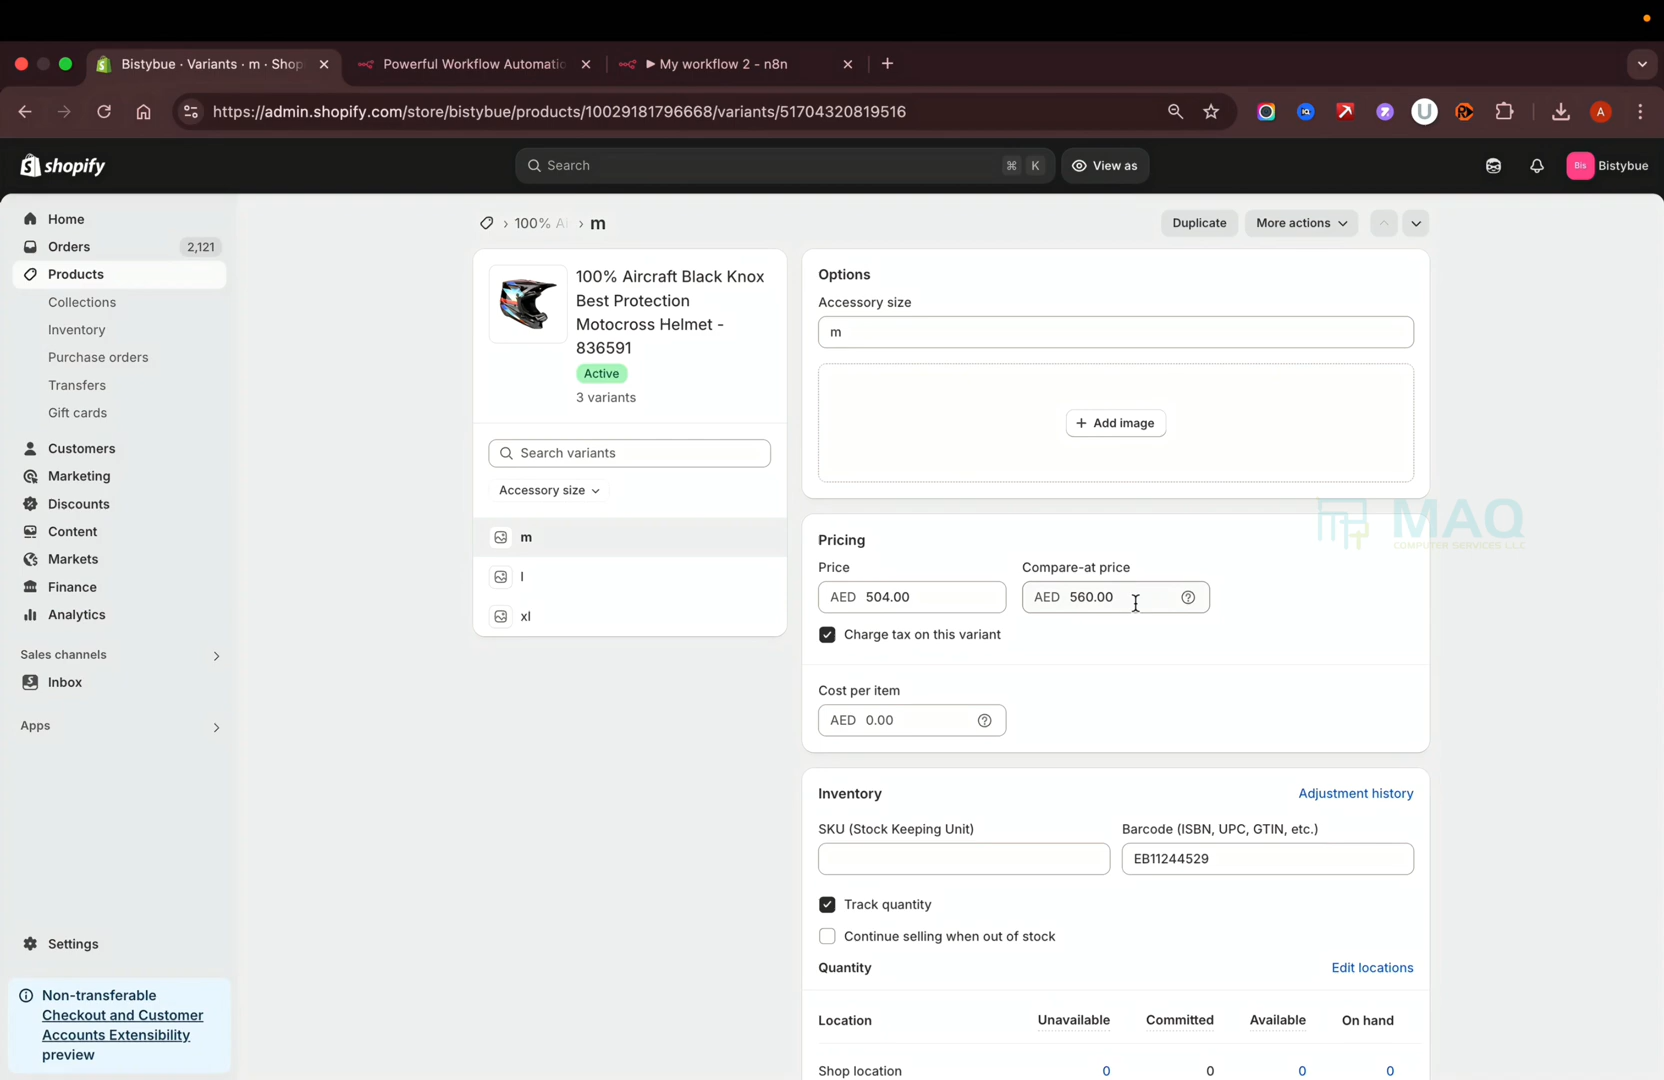 Bistybue · Variants · m · Shop
Powerful Workflow Automatio
My workflow 2 - n8n
https://admin.shopify.com/store/bistybue/products/10029181796668/variants/51704320819516
U
A
shopify
Search
⌘ K
View as
Bis
Bistybue
Home
Orders
2,121
Products
Collections
Inventory
Purchase orders
Transfers
Gift cards
Customers
Marketing
Discounts
Content
Markets
Finance
Analytics
Sales channels
Inbox
Apps
Settings
Non-transferable
Checkout and Customer
Accounts Extensibility
preview
100% Ai
m
Duplicate
More actions
100% Aircraft Black Knox
Best Protection
Motocross Helmet -
836591
Active
3 variants
Search variants
Accessory size
m
l
xl
Options
Accessory size
m
Add image
MAQ
COMPUTER SERVICES L.L.C
Pricing
Price
Compare-at price
AED 504.00
AED 560.00
Charge tax on this variant
Cost per item
AED 0.00
Inventory
Adjustment history
SKU (Stock Keeping Unit)
Barcode (ISBN, UPC, GTIN, etc.)
EB11244529
Track quantity
Continue selling when out of stock
Quantity
Edit locations
Location
Unavailable
Committed
Available
On hand
Shop location
0
0
0
0